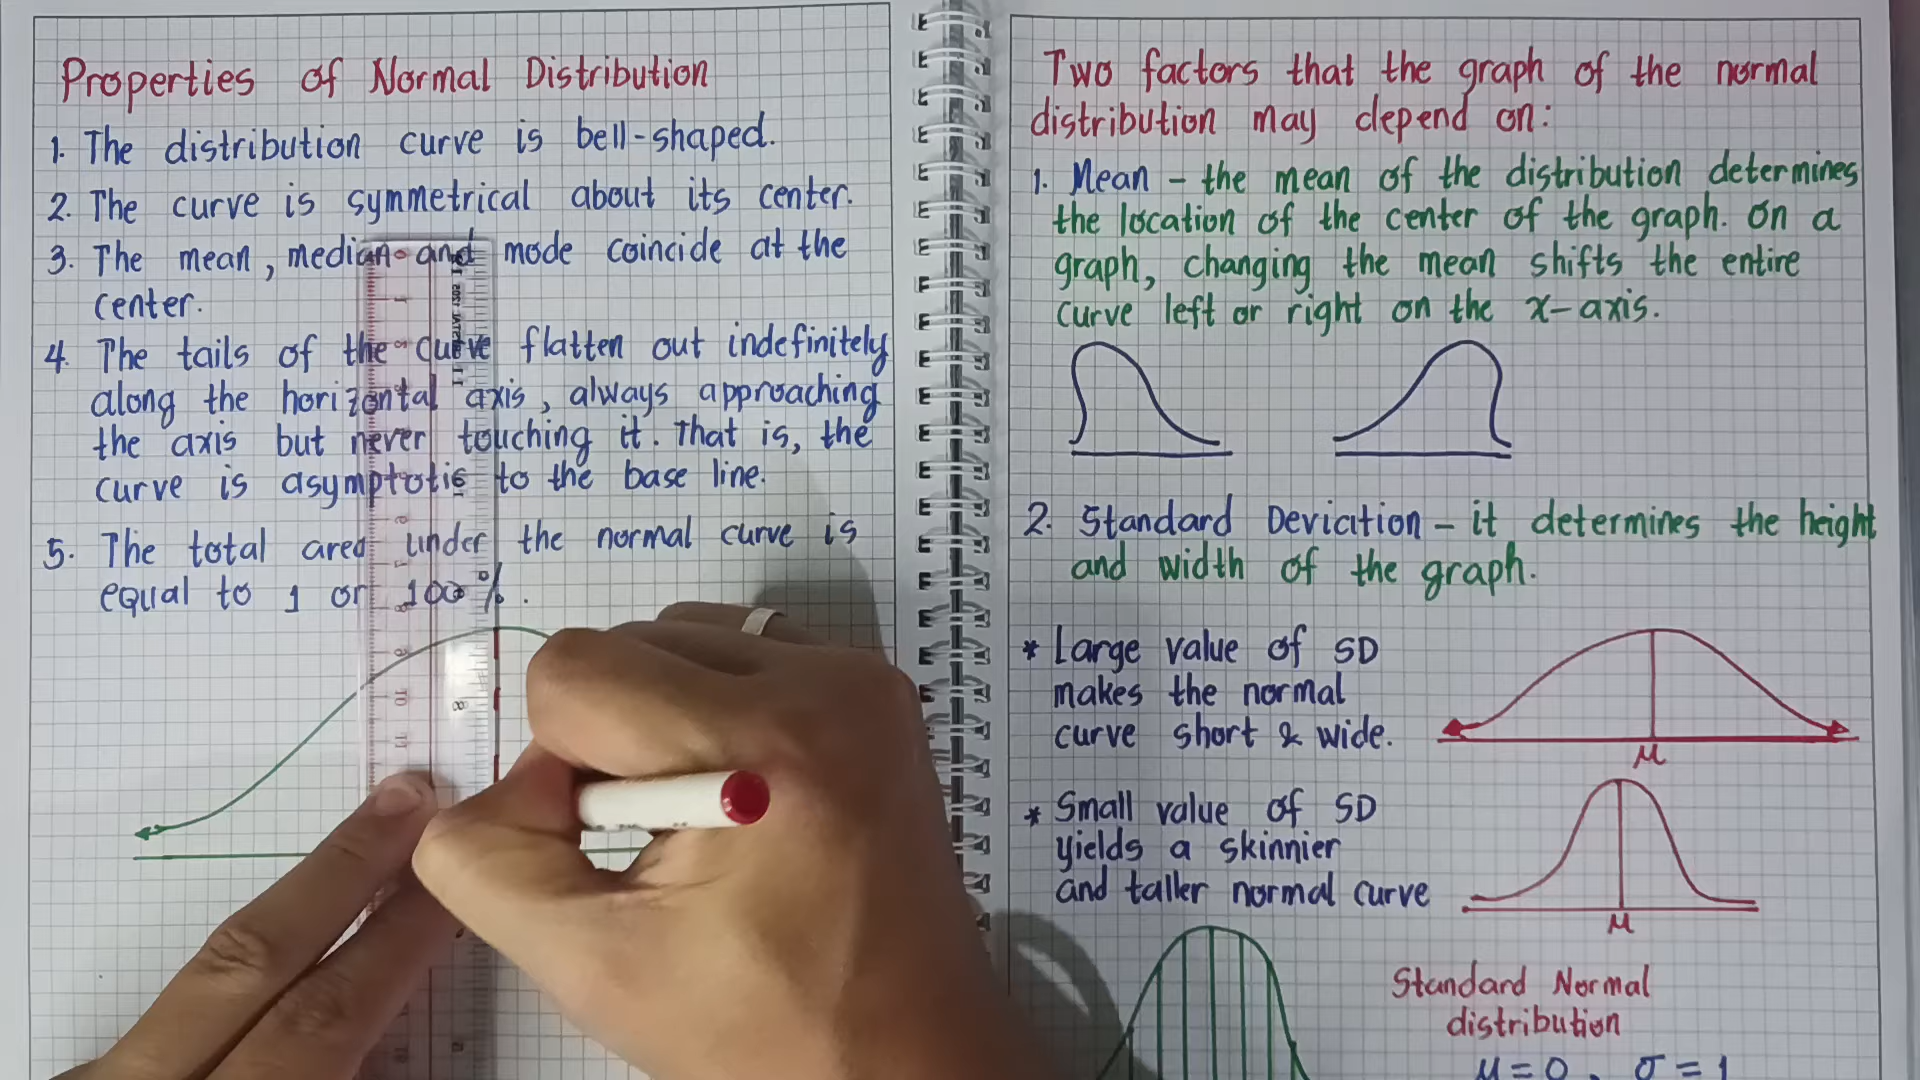 Properties of Normal Distribution
1. The distribution curve is bell-shaped.
2. The curve is symmetrical about its center.
3. The mean, median and mode coincide at the
center.
4. The tails of the curve flatten out indefinitely
along the horizontal axis, always approaching
the axis but never touching it. That is, the
curve is asymptotic to the base line.
5. The total area under the normal curve is
equal to 1 or 100%.
Two factors that the graph of the normal
distribution may depend on:
1. Mean - the mean of the distribution determines
the location of the center of the graph. On a
graph, changing the mean shifts the entire
curve left or right on the x-axis.
2. Standard Deviation - it determines the height
and width of the graph.
* Large value of SD
makes the normal
curve short & wide.
μ
* Small value of SD
yields a skinnier
and taller normal curve
μ
Standard Normal
distribution
μ = 0, σ = 1